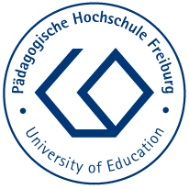 Pädagogische Hochschule Freiburg
University of Education